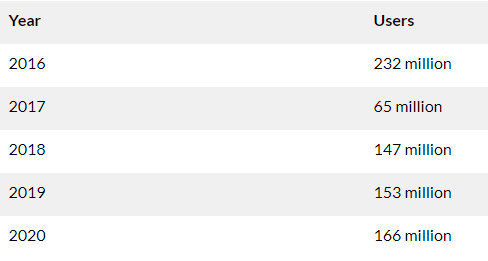 Year Users
2016 232 million
2017 65 million
2018 147 million
2019 153 million
2020 166 million